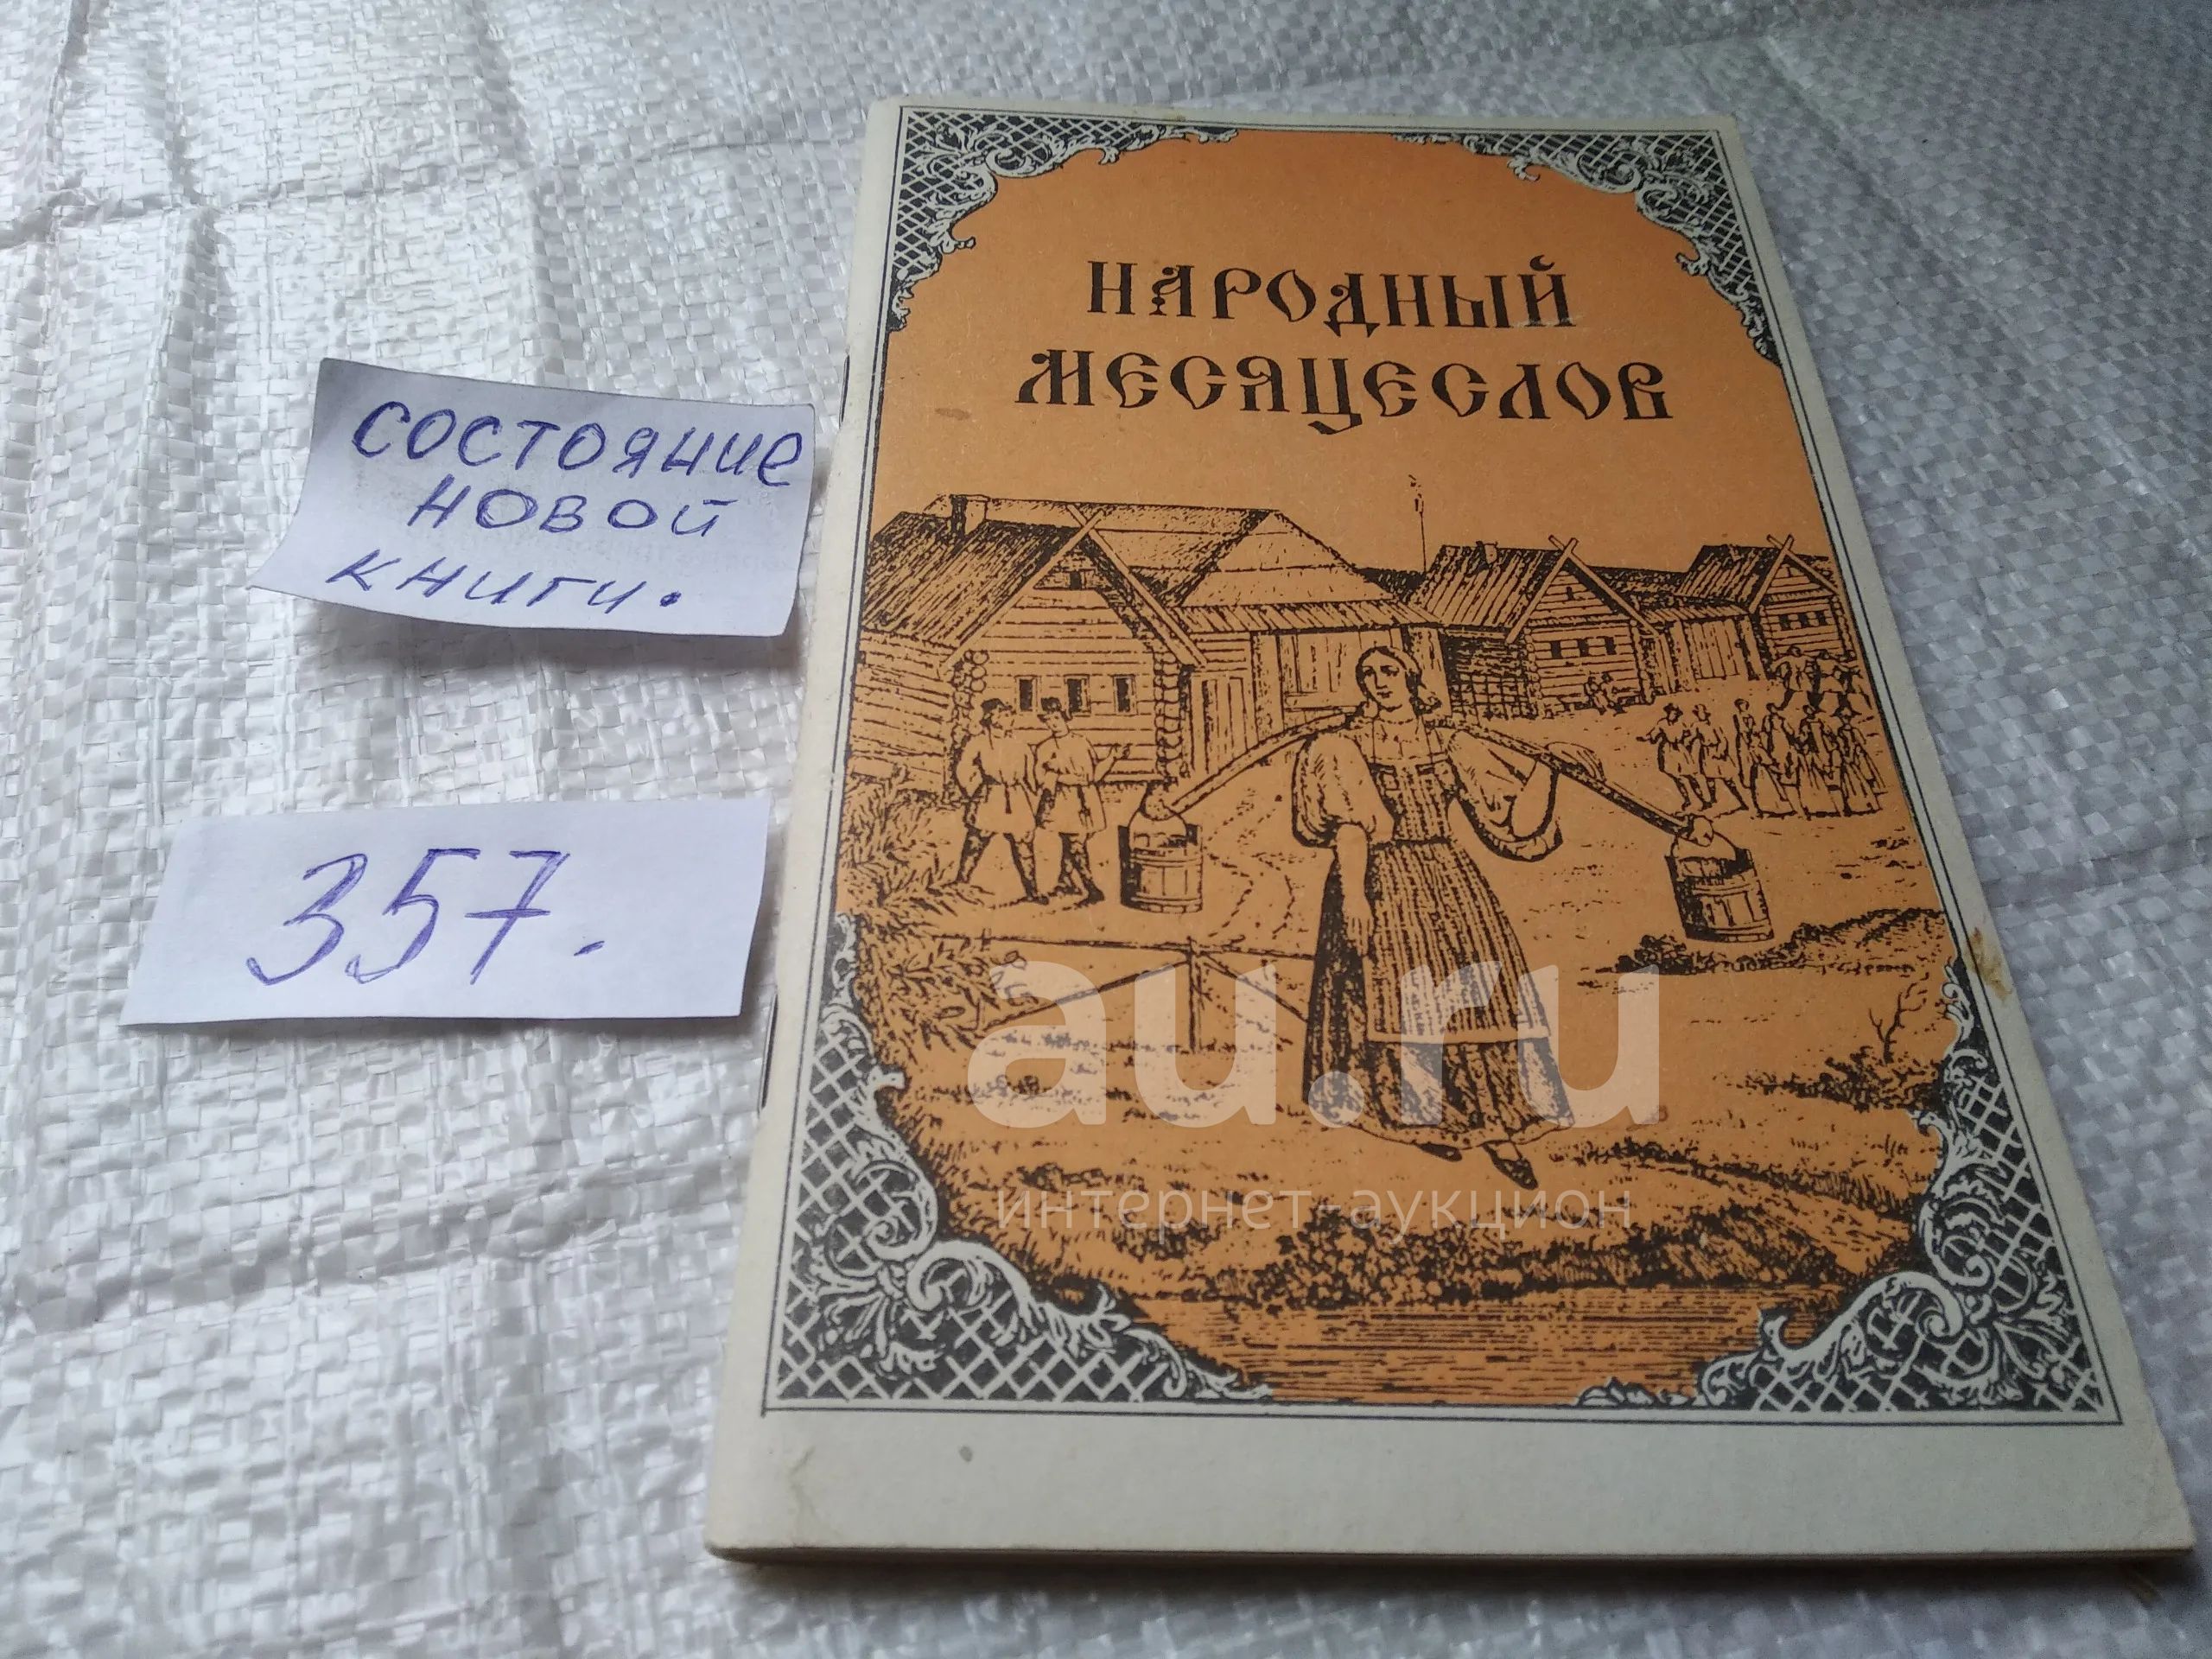 НАРОДНЫЙ
МЕСЯЦЕСЛОВ
СОСТОЯНИЕ
НОВОЙ
КНИГИ.
357.
au.ru
интернет-аукцион